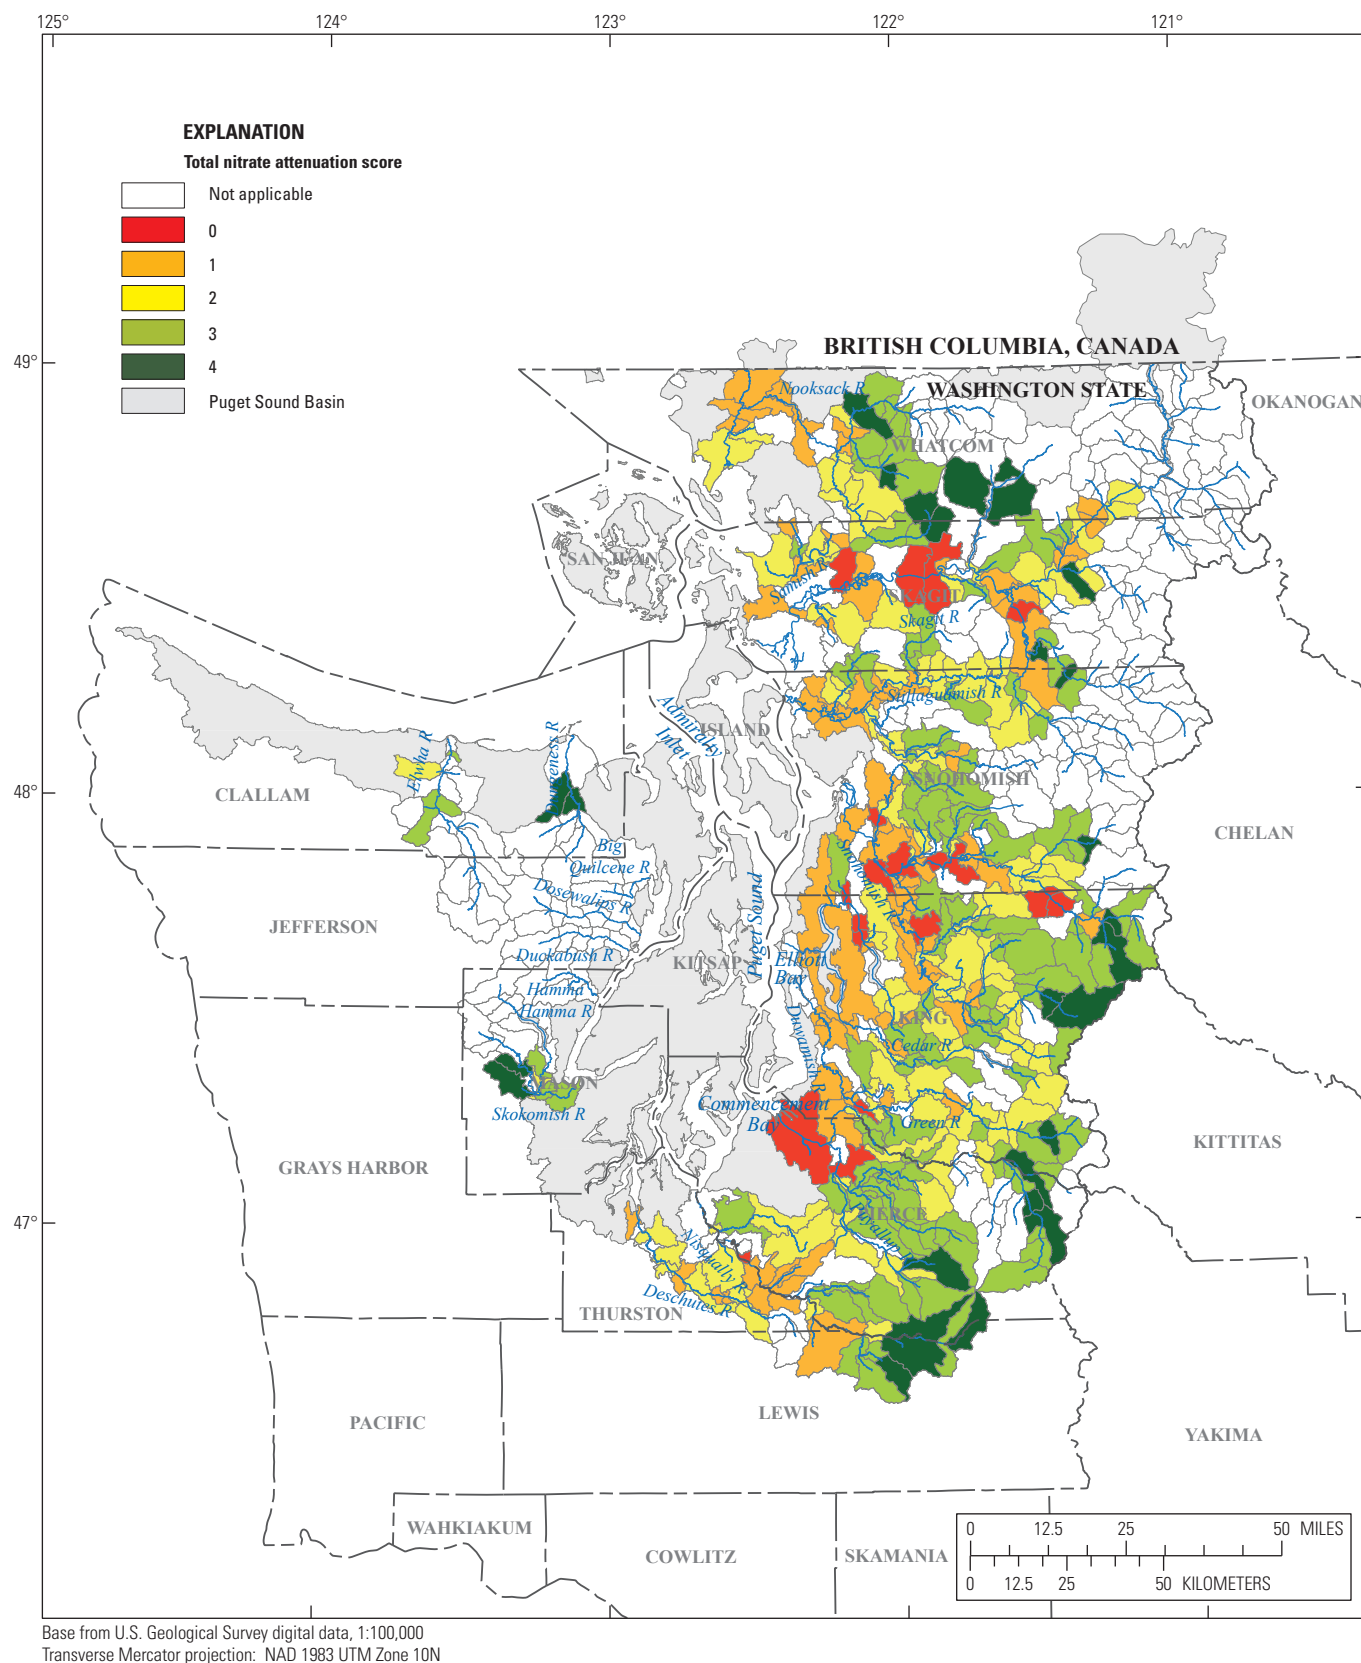 125°
124°
123°
122°
121°
EXPLANATION
Total nitrate attenuation score
Not applicable
0
1
2
3
4
Puget Sound Basin
49°
48°
47°
BRITISH COLUMBIA, CANADA
WASHINGTON STATE
Nooksack R
OKANOGAN
WHATCOM
SAN JUAN
Samish R
SKAGIT
Skagit R
Stillaguamish R
Admiralty
Inlet
ISLAND
SNOHOMISH
Elwha R
Dungeness R
CLALLAM
CHELAN
Big
Quilcene R
Dosewalips R
Snohomish R
JEFFERSON
Duckabush R
KITSAP
Puget Sound
Elliott
Bay
Hamma
Hamma R
KING
Cedar R
Duwamish R
MASON
Skokomish R
Commencement
Bay
Green R
KITTITAS
GRAYS HARBOR
PIERCE
Puyallup R
Nisqually R
Deschutes R
THURSTON
LEWIS
PACIFIC
YAKIMA
WAHKIAKUM
COWLITZ
SKAMANIA
0 12.5 25 50 MILES
0 12.5 25 50 KILOMETERS
Base from U.S. Geological Survey digital data, 1:100,000
Transverse Mercator projection: NAD 1983 UTM Zone 10N